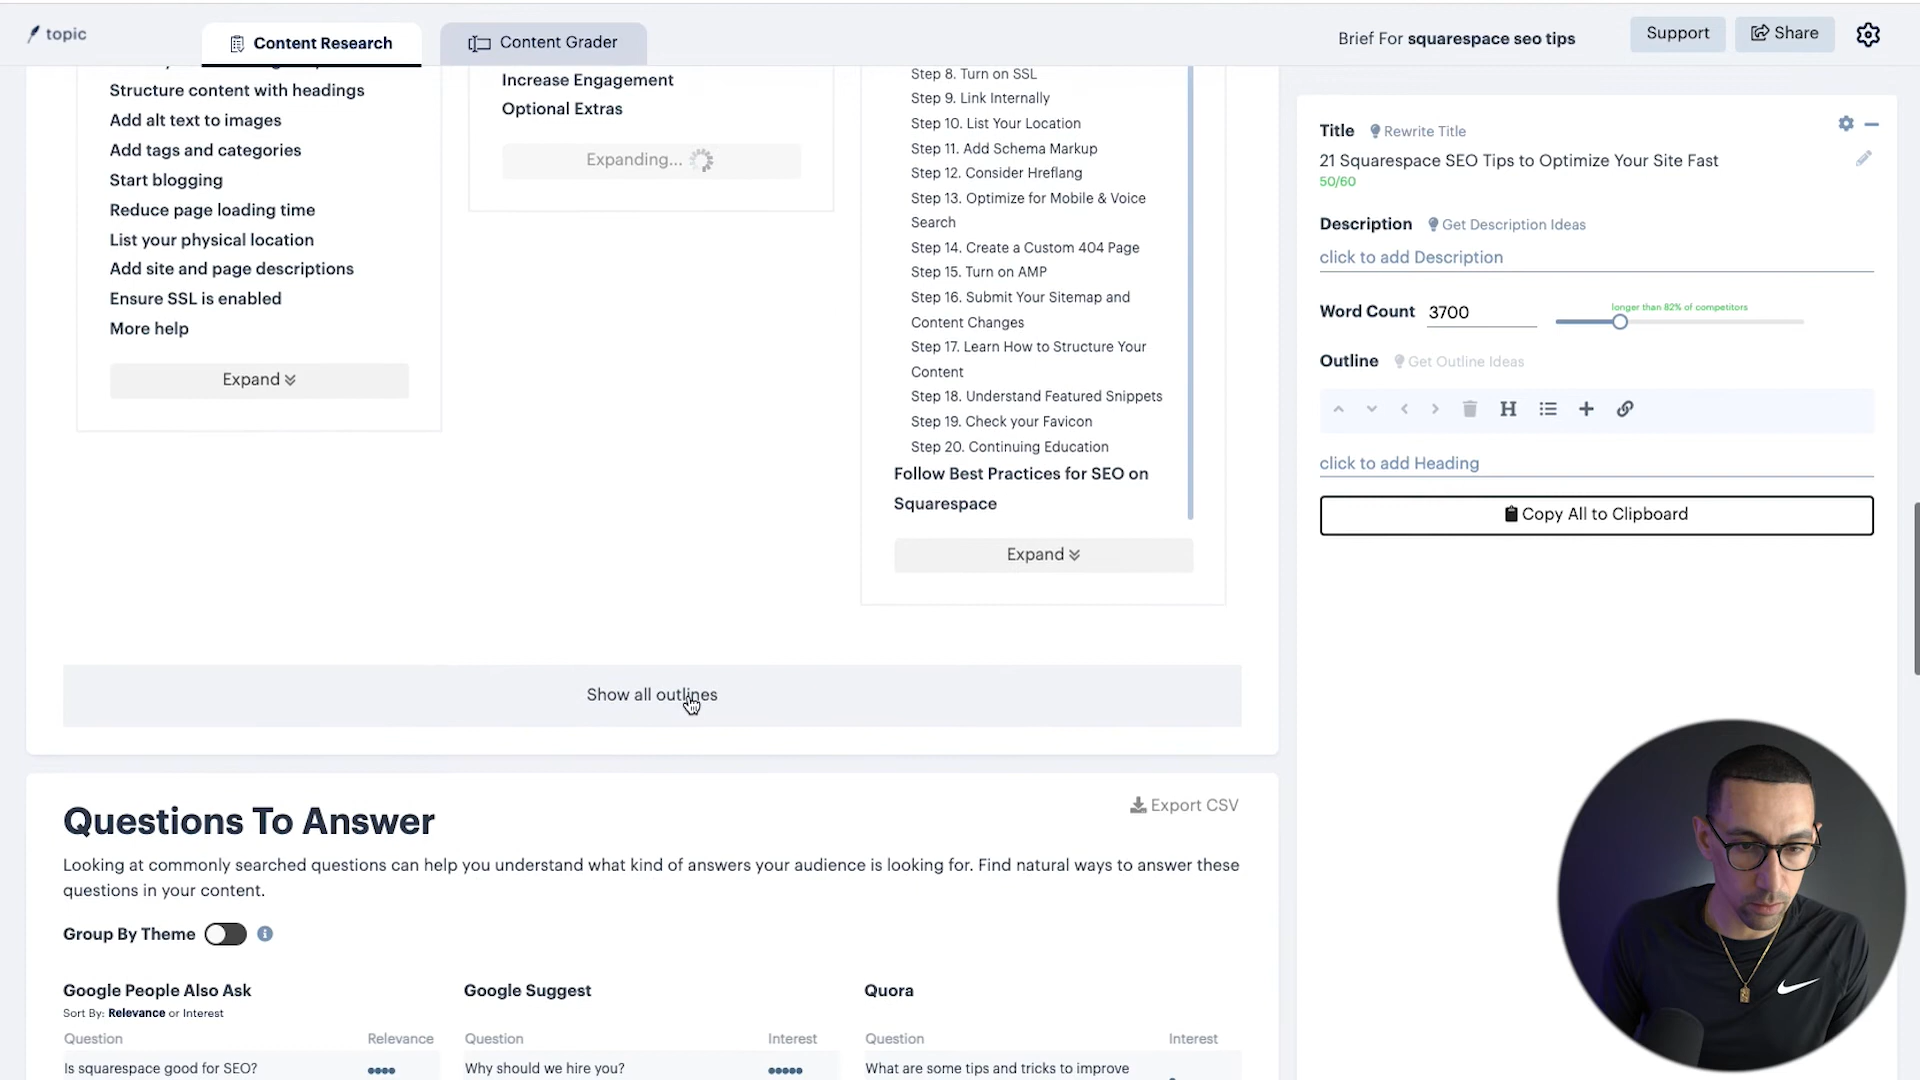 topic
Content Research
Content Grader
Brief For squarespace seo tips
Support
Share
Structure content with headings
Add alt text to images
Add tags and categories
Start blogging
Reduce page loading time
List your physical location
Add site and page descriptions
Ensure SSL is enabled
More help
Expand
Increase Engagement
Optional Extras
Expanding...
Step 8. Turn on SSL
Step 9. Link Internally
Step 10. List Your Location
Step 11. Add Schema Markup
Step 12. Consider Hreflang
Step 13. Optimize for Mobile & Voice
Search
Step 14. Create a Custom 404 Page
Step 15. Turn on AMP
Step 16. Submit Your Sitemap and
Content Changes
Step 17. Learn How to Structure Your
Content
Step 18. Understand Featured Snippets
Step 19. Check your Favicon
Step 20. Continuing Education
Follow Best Practices for SEO on
Squarespace
Expand
Show all outlines
Title Rewrite Title
21 Squarespace SEO Tips to Optimize Your Site Fast
50/60
Description Get Description Ideas
click to add Description
Word Count 3700 longer than 82% of competitors
Outline Get Outline Ideas
H
click to add Heading
Copy All to Clipboard
Questions To Answer
Export CSV
Looking at commonly searched questions can help you understand what kind of answers your audience is looking for. Find natural ways to answer these
questions in your content.
Group By Theme
Google People Also Ask
Sort By: Relevance or Interest
Question Relevance
Is squarespace good for SEO?
Google Suggest
Question Interest
Why should we hire you?
Quora
Question Interest
What are some tips and tricks to improve